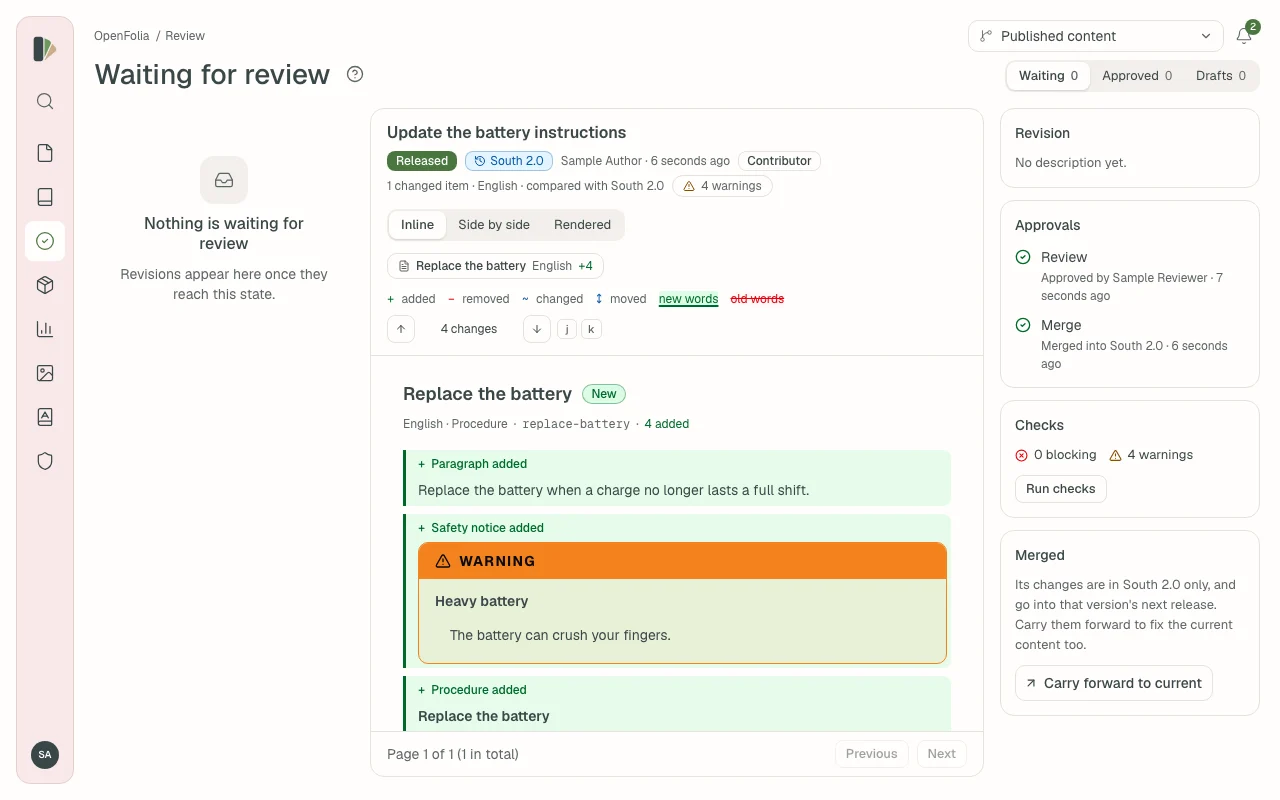 OpenFolia / Review
Published content
2
Waiting for review
Waiting 0
Approved 0
Drafts 0
Nothing is waiting for
review
Revisions appear here once they
reach this state.
Update the battery instructions
Released
South 2.0
Sample Author · 6 seconds ago
Contributor
1 changed item · English · compared with South 2.0
4 warnings
Inline
Side by side
Rendered
Replace the battery English +4
+ added − removed ~ changed ↕ moved new words old words
↑ 4 changes ↓ j k
Replace the battery New
English · Procedure · replace-battery · 4 added
+ Paragraph added
Replace the battery when a charge no longer lasts a full shift.
+ Safety notice added
WARNING
Heavy battery
The battery can crush your fingers.
+ Procedure added
Replace the battery
Page 1 of 1 (1 in total)
Previous
Next
Revision
No description yet.
Approvals
Review
Approved by Sample Reviewer · 7
seconds ago
Merge
Merged into South 2.0 · 6 seconds
ago
Checks
0 blocking
4 warnings
Run checks
Merged
Its changes are in South 2.0 only, and
go into that version's next release.
Carry them forward to fix the current
content too.
Carry forward to current
SA